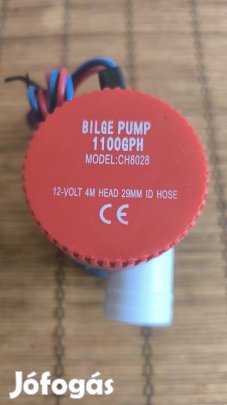 BILGE PUMP
1100GPH
MODEL:CH8028
12-VOLT 4M HEAD 29MM ID HOSE
CE
Jófogás